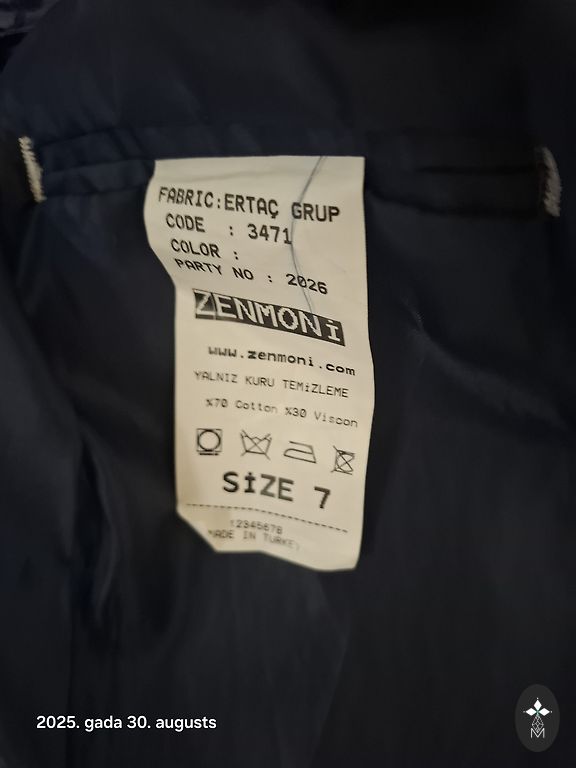 FABRIC:ERTAÇ GRUP
CODE : 3471
COLOR :
PARTY NO : 2026
ZENMONİ
www.zenmoni.com
YALNIZ KURU TEMİZLEME
%70 Cotton %30 Viscon
SİZE 7
12345678
MADE IN TURKEY
2025. gada 30. augusts
M